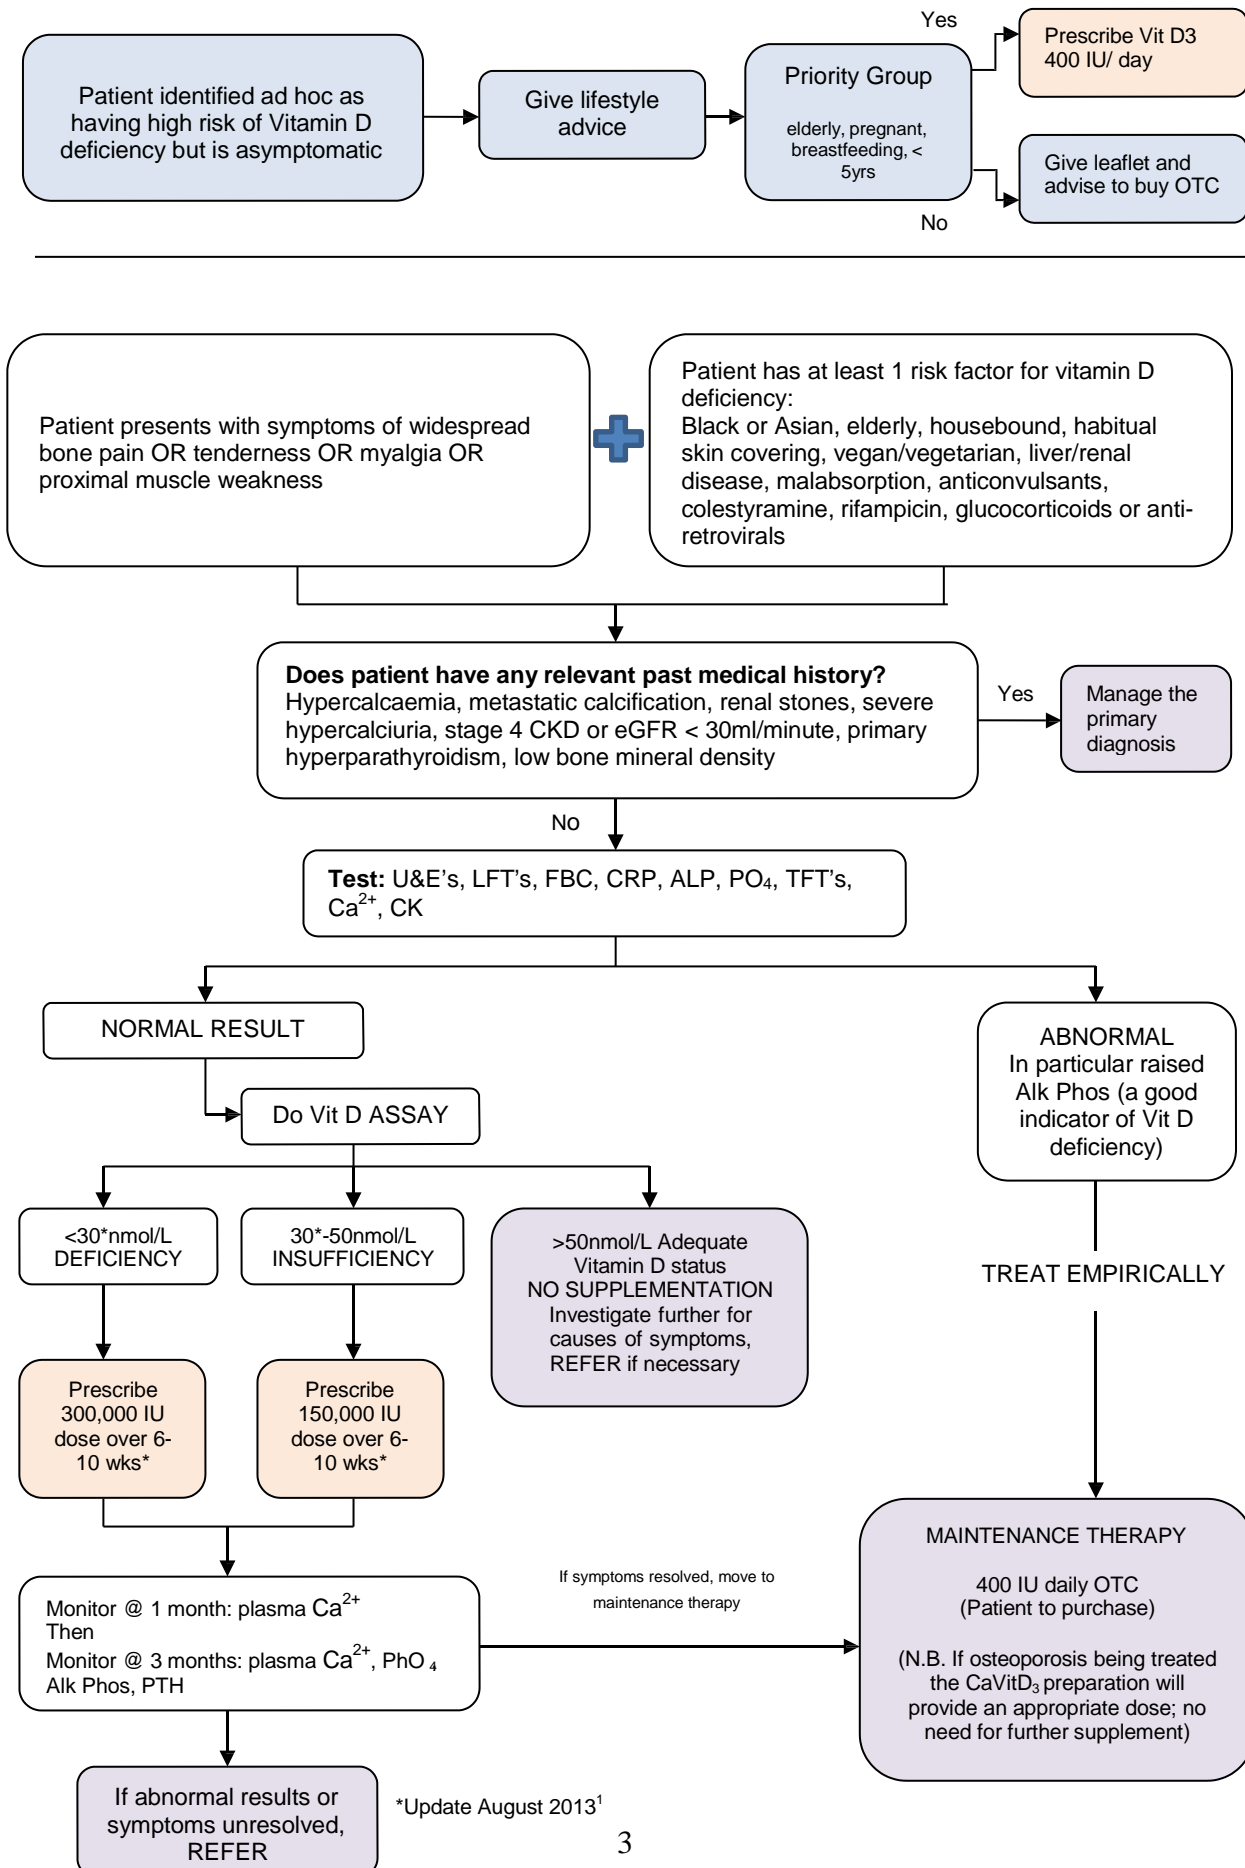 Patient identified ad hoc as
having high risk of Vitamin D
deficiency but is asymptomatic
Give lifestyle
advice
Priority Group
elderly, pregnant,
breastfeeding, <
5yrs
Yes
Prescribe Vit D3
400 IU/ day
No
Give leaflet and
advise to buy OTC
Patient presents with symptoms of widespread
bone pain OR tenderness OR myalgia OR
proximal muscle weakness
Patient has at least 1 risk factor for vitamin D
deficiency:
Black or Asian, elderly, housebound, habitual
skin covering, vegan/vegetarian, liver/renal
disease, malabsorption, anticonvulsants,
colestyramine, rifampicin, glucocorticoids or anti-
retrovirals
Does patient have any relevant past medical history?
Hypercalcaemia, metastatic calcification, renal stones, severe
hypercalciuria, stage 4 CKD or eGFR < 30ml/minute, primary
hyperparathyroidism, low bone mineral density
Yes
Manage the
primary
diagnosis
No
Test: U&E's, LFT's, FBC, CRP, ALP, PO₄, TFT's,
Ca²⁺, CK
NORMAL RESULT
Do Vit D ASSAY
ABNORMAL
In particular raised
Alk Phos (a good
indicator of Vit D
deficiency)
<30*nmol/L
DEFICIENCY
30*-50nmol/L
INSUFFICIENCY
>50nmol/L Adequate
Vitamin D status
NO SUPPLEMENTATION
Investigate further for
causes of symptoms,
REFER if necessary
TREAT EMPIRICALLY
Prescribe
300,000 IU
dose over 6-
10 wks*
Prescribe
150,000 IU
dose over 6-
10 wks*
Monitor @ 1 month: plasma Ca²⁺
Then
Monitor @ 3 months: plasma Ca²⁺, PhO₄
Alk Phos, PTH
If symptoms resolved, move to
maintenance therapy
MAINTENANCE THERAPY
400 IU daily OTC
(Patient to purchase)
(N.B. If osteoporosis being treated
the CaVitD₃ preparation will
provide an appropriate dose; no
need for further supplement)
If abnormal results or
symptoms unresolved,
REFER
*Update August 2013¹
3